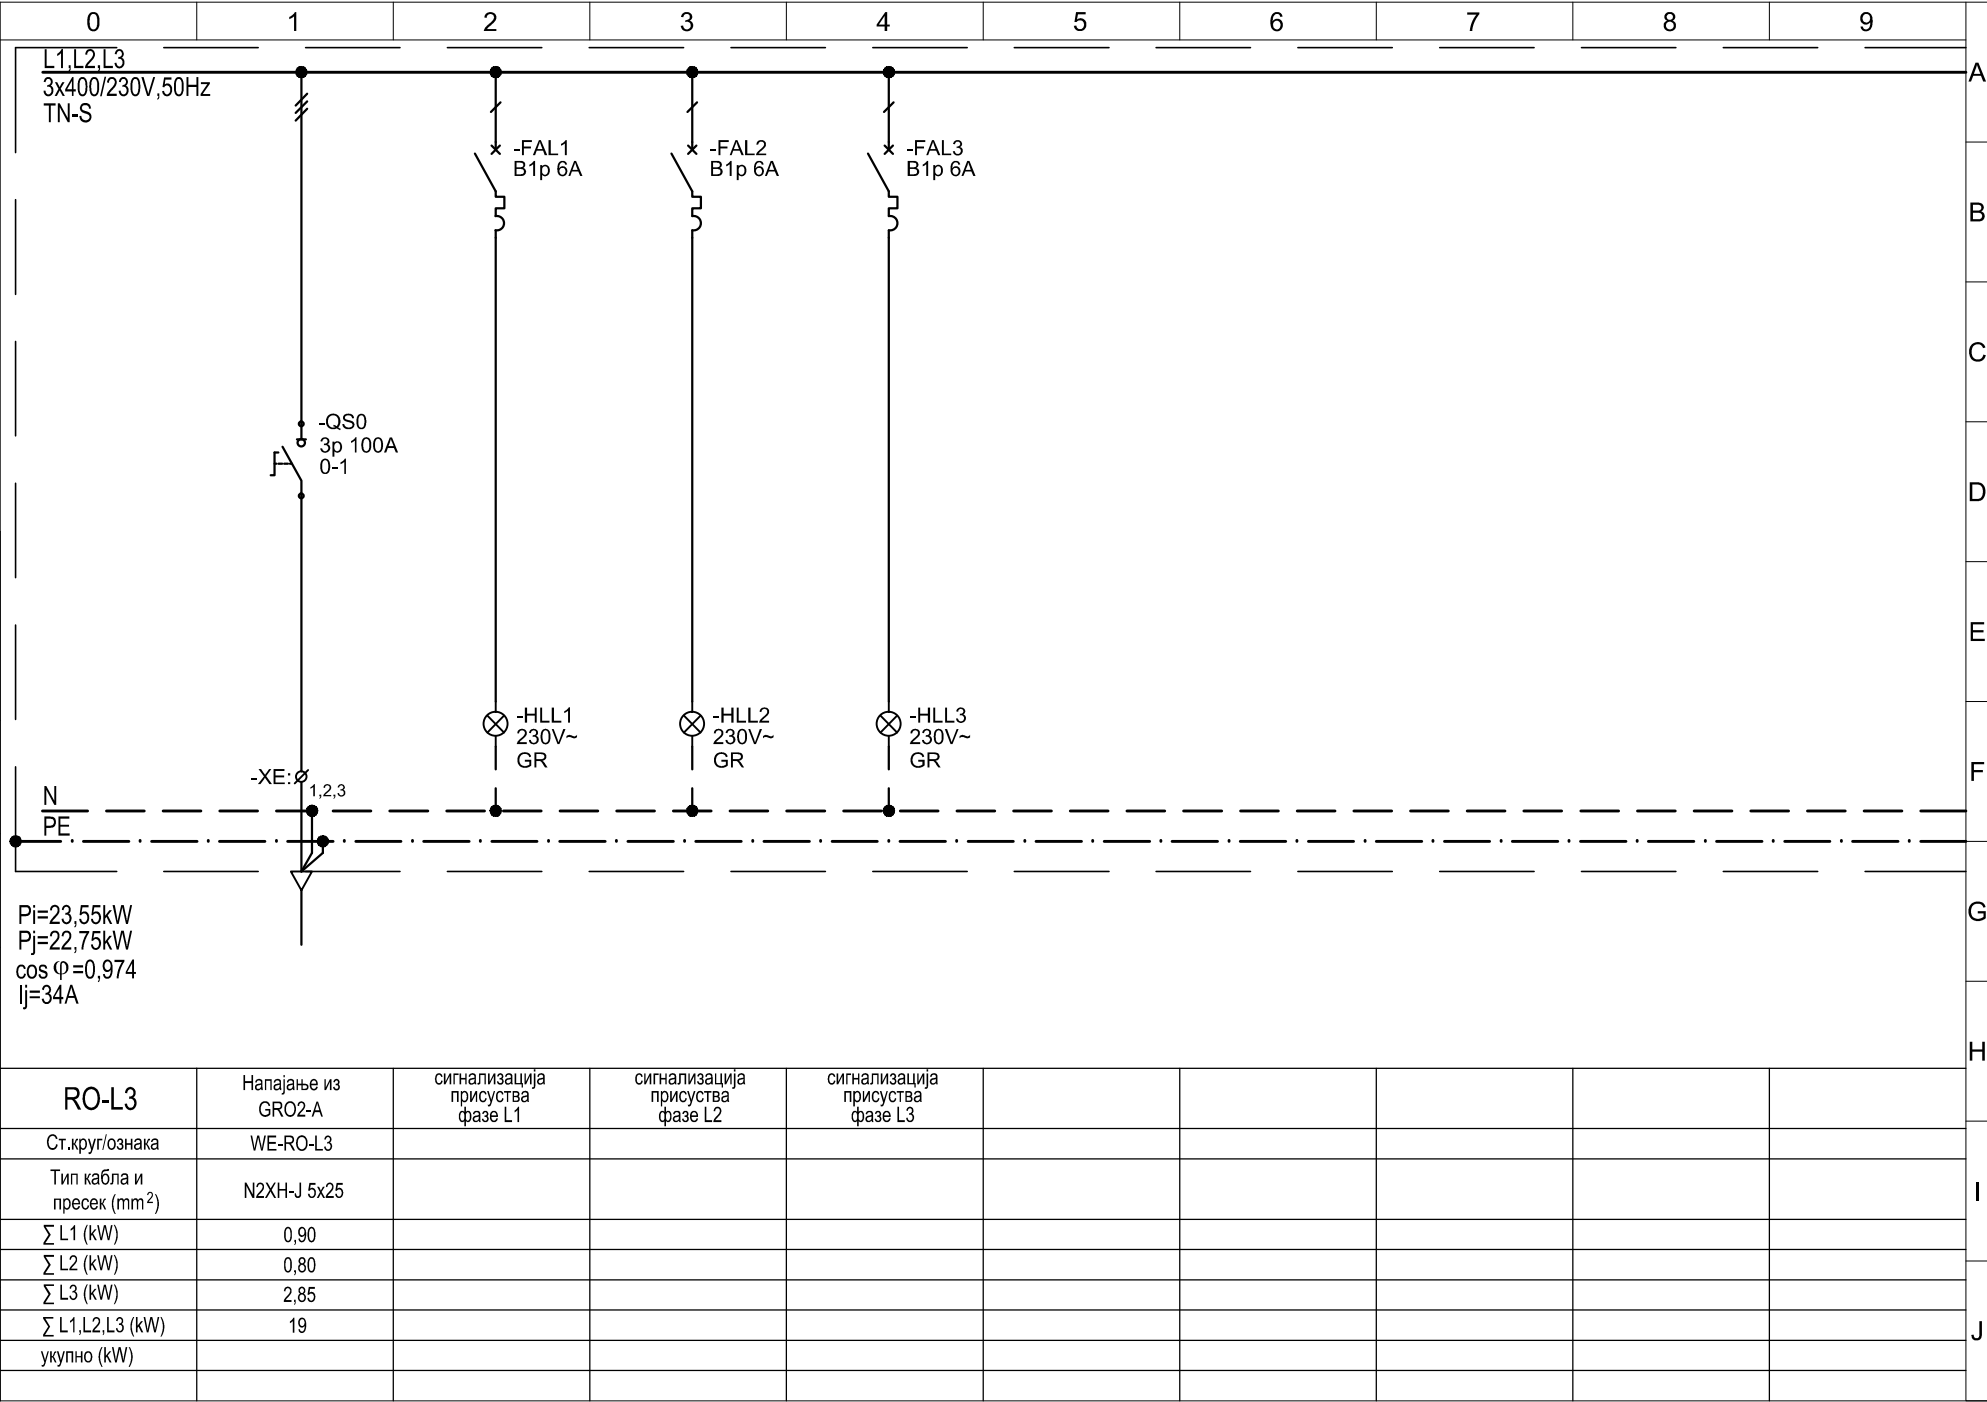 0 1 2 3 4 5 6 7 8 9
L1,L2,L3
3x400/230V,50Hz
TN-S
A
-FAL1
B1p 6A
-FAL2
B1p 6A
-FAL3
B1p 6A
B
C
-QS0
3p 100A
0-1
D
E
-HLL1
230V~
GR
-HLL2
230V~
GR
-HLL3
230V~
GR
F
-XE:
1,2,3
N
PE
Pi=23,55kW
Pj=22,75kW
cos φ=0,974
Ij=34A
G
H
RO-L3
Напајање из
GRO2-A
сигнализација
присуства
фазе L1
сигнализација
присуства
фазе L2
сигнализација
присуства
фазе L3
Ст.круг/ознака WE-RO-L3
Тип кабла и
пресек (mm²)
N2XH-J 5x25
I
∑ L1 (kW) 0,90
∑ L2 (kW) 0,80
∑ L3 (kW) 2,85
∑ L1,L2,L3 (kW) 19
J
укупно (kW)